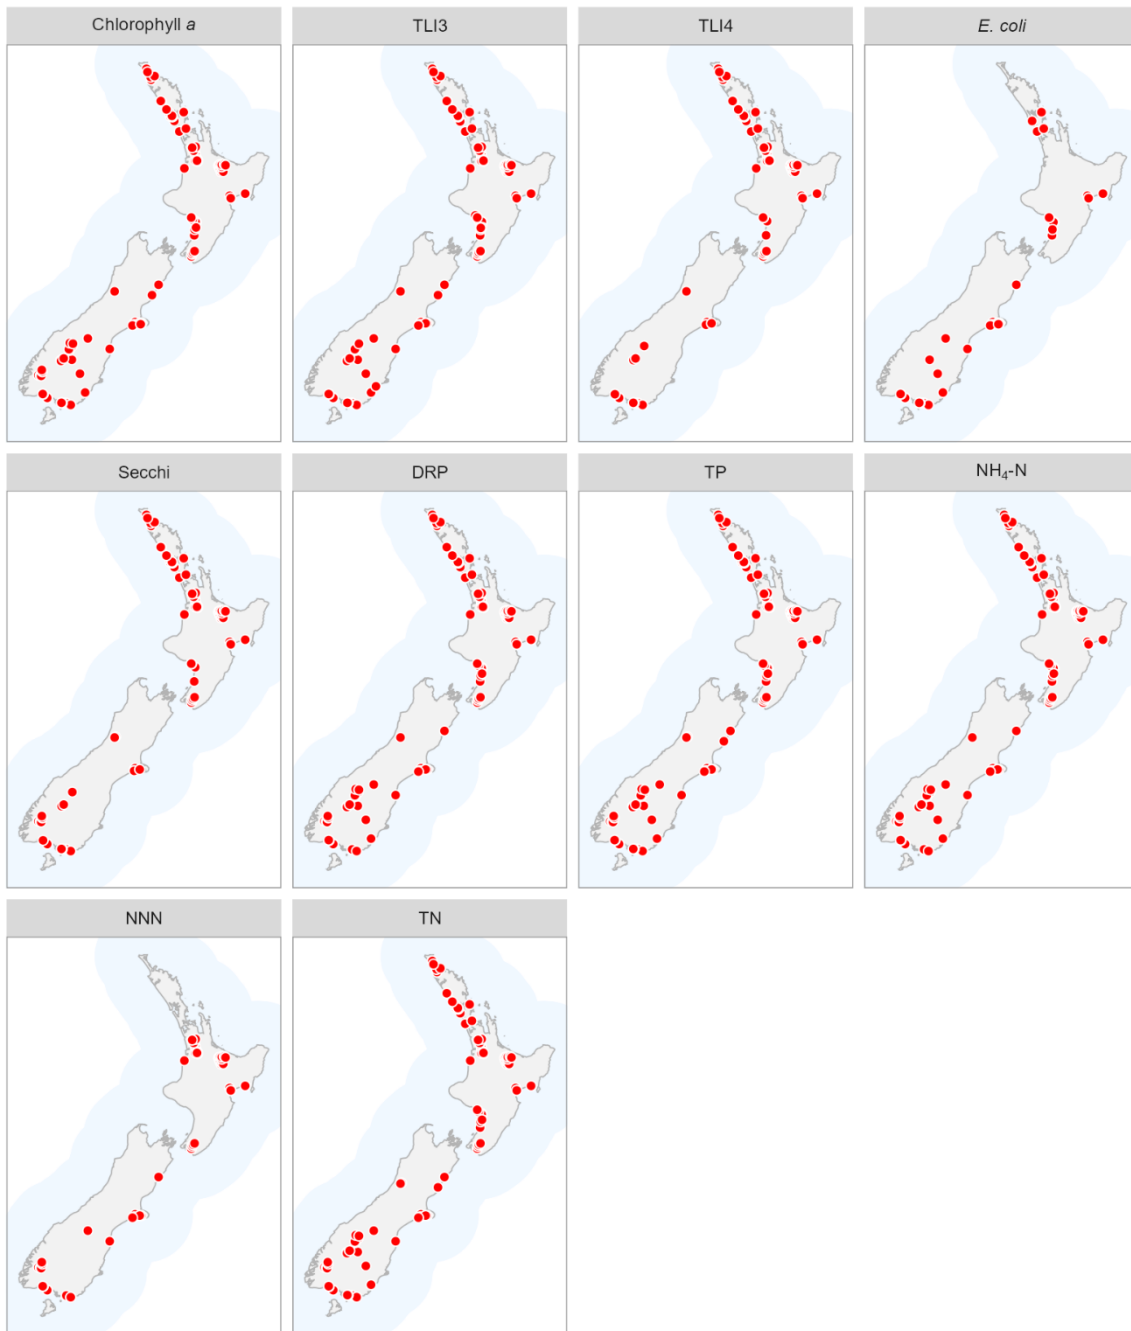 Chlorophyll a
TLI3
TLI4
E. coli
Secchi
DRP
TP
NH₄-N
NNN
TN